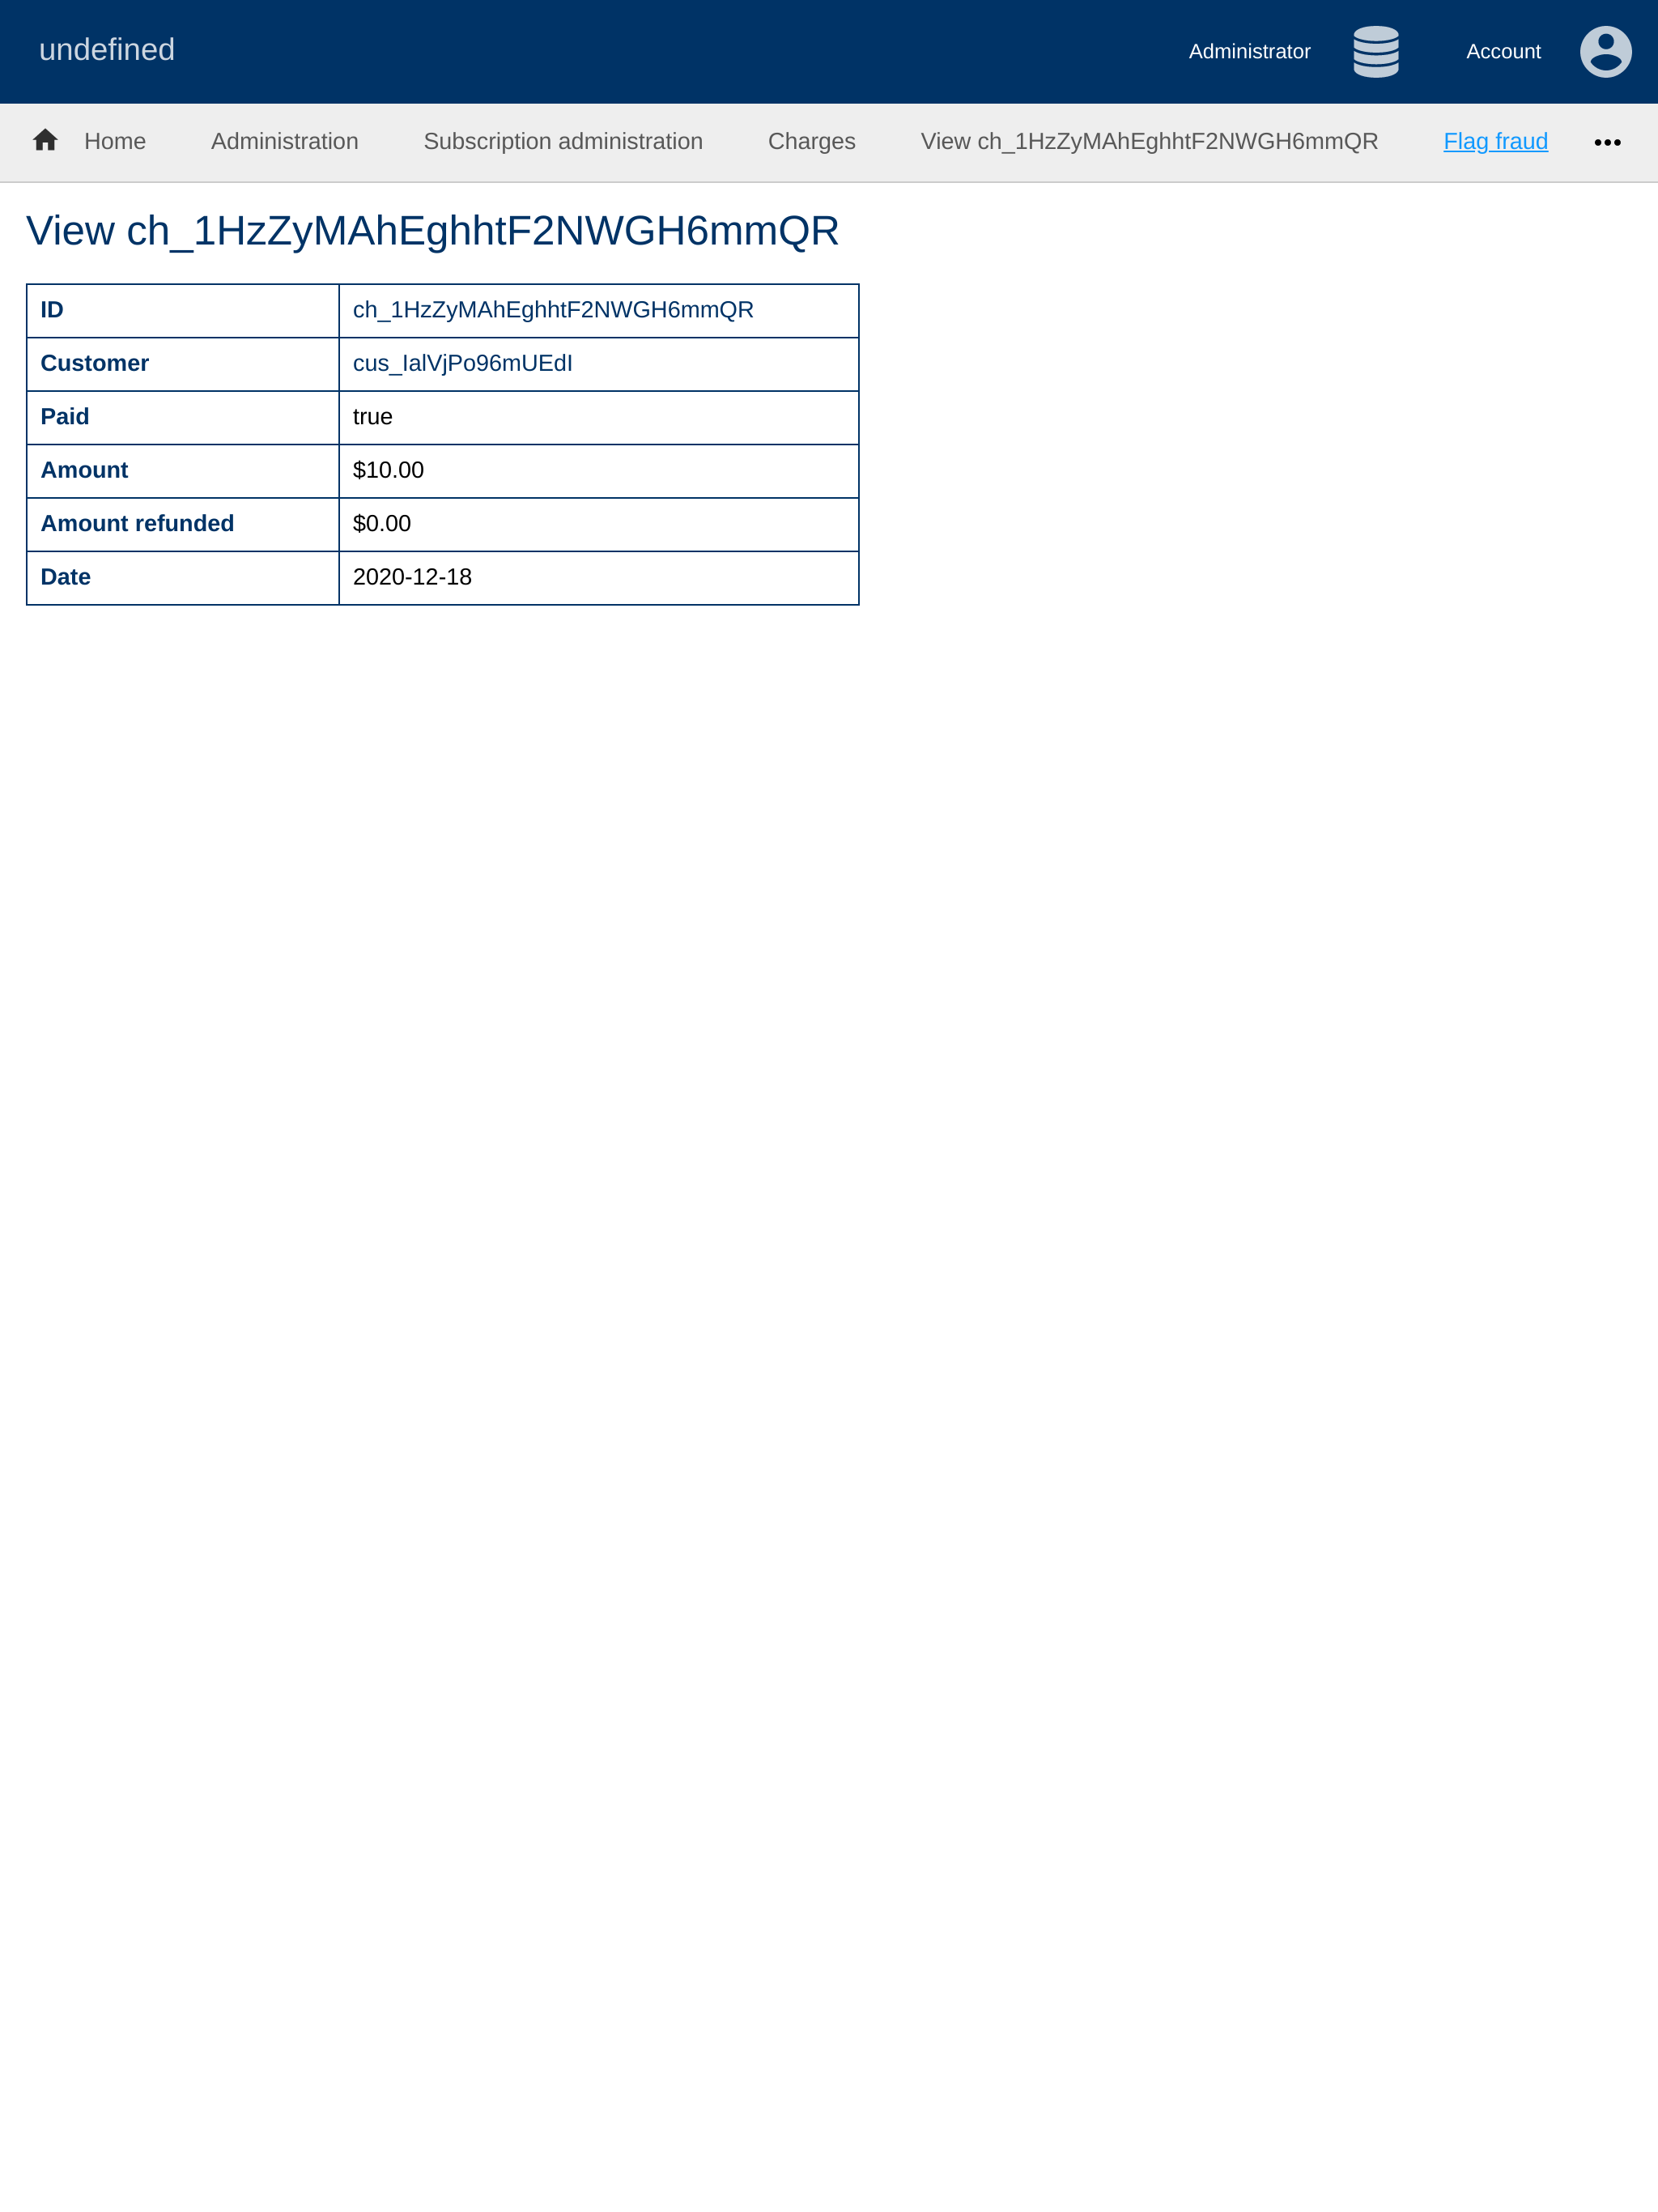 undefined Administrator Account
Home Administration Subscription administration Charges View ch_1HzZyMAhEghhtF2NWGH6mmQR Flag fraud •••
View ch_1HzZyMAhEghhtF2NWGH6mmQR
ID ch_1HzZyMAhEghhtF2NWGH6mmQR
Customer cus_IalVjPo96mUEdI
Paid true
Amount $10.00
Amount refunded $0.00
Date 2020-12-18